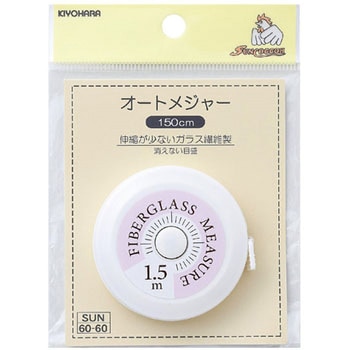 KIYOHARA
SUNCOCCOH
オートメジャー
150cm
伸縮が少ないガラス繊維製
消えない目盛
FIBERGLASS MEASURE
1.5
m
SUN
60-60